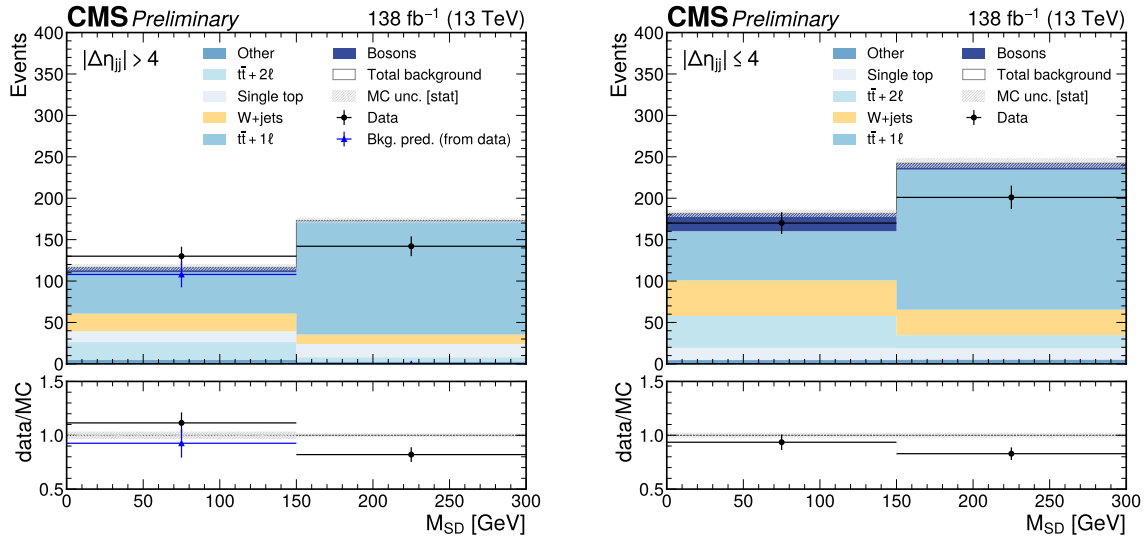 CMS Preliminary 138 fb⁻¹ (13 TeV)
Events
|Δη_jj| > 4
Other
tt̄ + 2ℓ
Single top
W+jets
tt̄ + 1ℓ
Bosons
Total background
MC unc. [stat]
Data
Bkg. pred. (from data)
400
350
300
250
200
150
100
50
0
data/MC
1.5
1.0
0.5
0 50 100 150 200 250 300
M_SD [GeV]
CMS Preliminary 138 fb⁻¹ (13 TeV)
Events
|Δη_jj| ≤ 4
Other
Single top
tt̄ + 2ℓ
W+jets
tt̄ + 1ℓ
Bosons
Total background
MC unc. [stat]
Data
400
350
300
250
200
150
100
50
0
data/MC
1.5
1.0
0.5
0 50 100 150 200 250 300
M_SD [GeV]